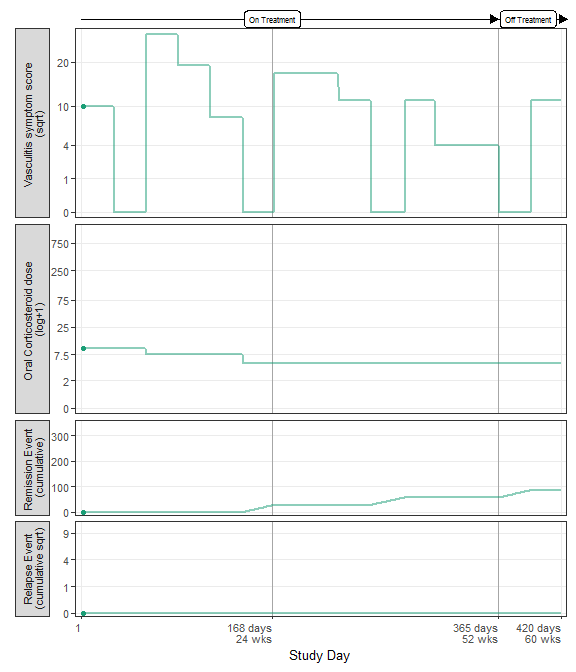 On Treatment
Off Treatment
Vasculitis symptom score
(sqrt)
20
10
4
1
0
Oral Corticosteroid dose
(log+1)
750
250
75
25
7.5
2
0
Remission Event
(cumulative)
300
200
100
0
Relapse Event
(cumulative sqrt)
9
4
1
0
1
168 days
24 wks
365 days
52 wks
420 days
60 wks
Study Day